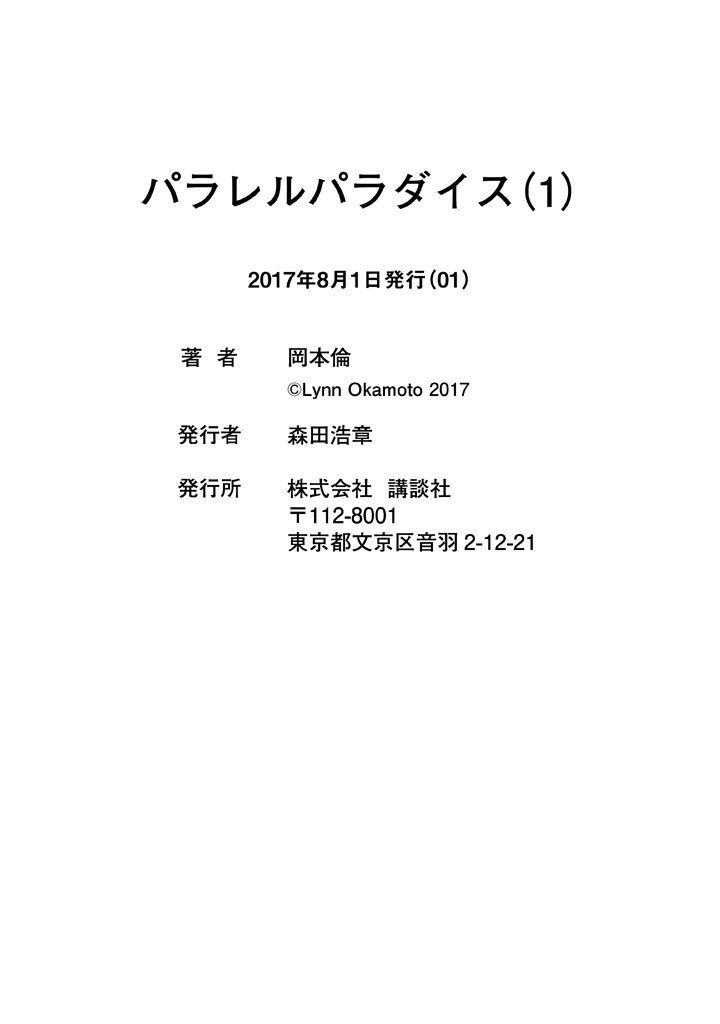 パラレルパラダイス(1)
2017年8月1日発行(01)
著 者 岡本倫
©Lynn Okamoto 2017
発行者 森田浩章
発行所 株式会社 講談社
〒112-8001
東京都文京区音羽 2-12-21